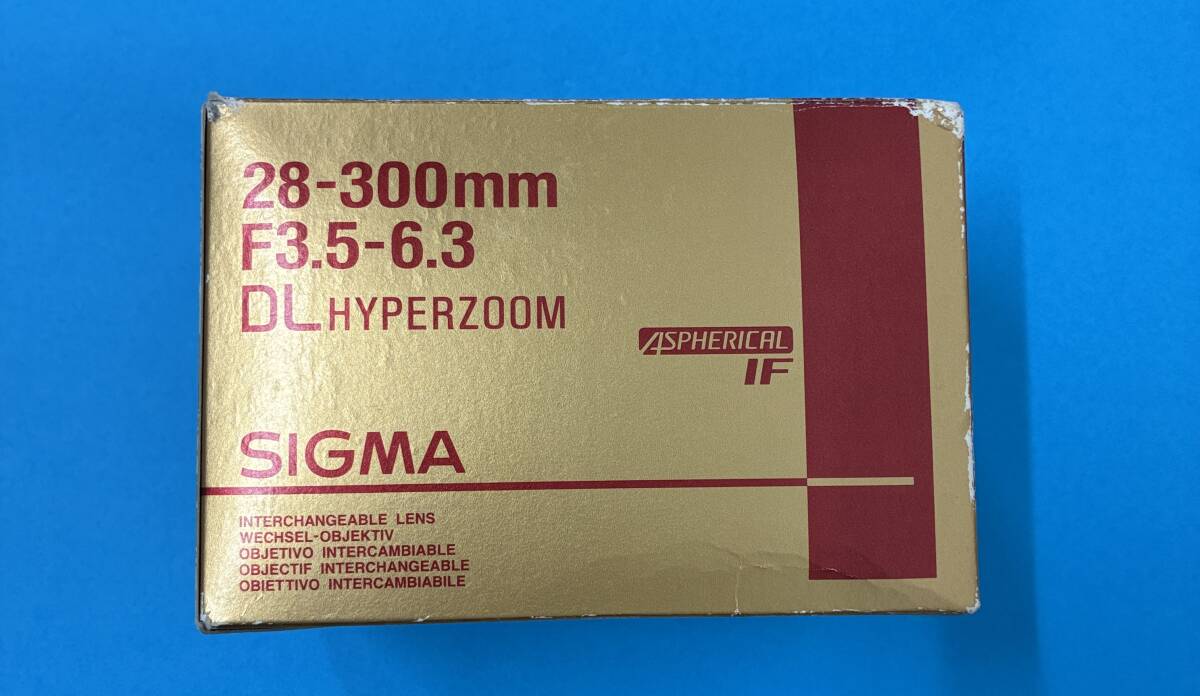 28-300mm
F3.5-6.3
DL HYPERZOOM
ASPHERICAL
IF
SIGMA
INTERCHANGEABLE LENS
WECHSEL-OBJEKTIV
OBJETIVO INTERCAMBIABLE
OBJECTIF INTERCHANGEABLE
OBIETTIVO INTERCAMBIABILE